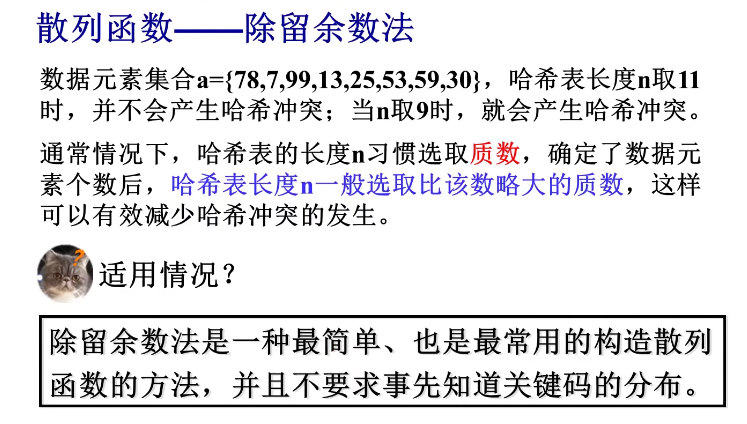 散列函数——除留余数法
数据元素集合a={78,7,99,13,25,53,59,30}，哈希表长度n取11
时，并不会产生哈希冲突；当n取9时，就会产生哈希冲突。
通常情况下，哈希表的长度n习惯选取质数，确定了数据元
素个数后，哈希表长度n一般选取比该数略大的质数，这样
可以有效减少哈希冲突的发生。
?
适用情况？
除留余数法是一种最简单、也是最常用的构造散列
函数的方法，并且不要求事先知道关键码的分布。